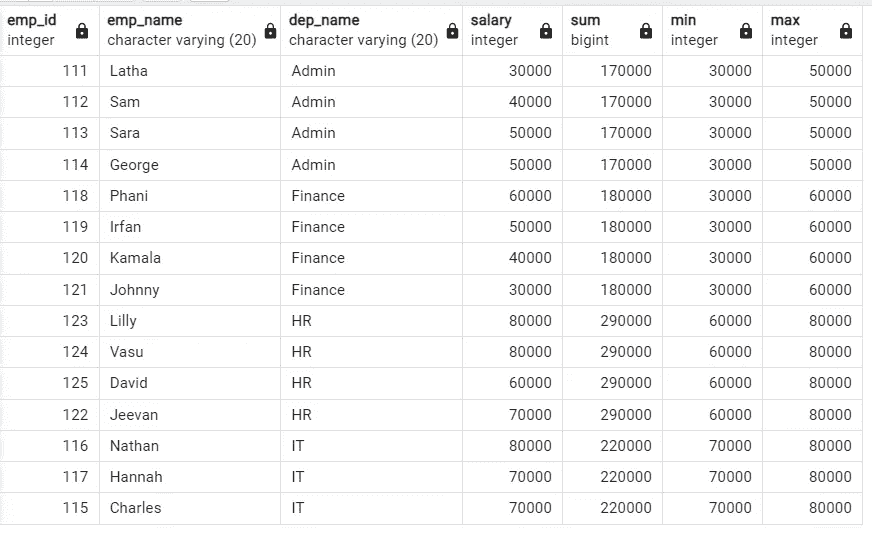 emp_id emp_name dep_name salary sum min max
integer character varying (20) character varying (20) integer bigint integer integer
111 Latha Admin 30000 170000 30000 50000
112 Sam Admin 40000 170000 30000 50000
113 Sara Admin 50000 170000 30000 50000
114 George Admin 50000 170000 30000 50000
118 Phani Finance 60000 180000 30000 60000
119 Irfan Finance 50000 180000 30000 60000
120 Kamala Finance 40000 180000 30000 60000
121 Johnny Finance 30000 180000 30000 60000
123 Lilly HR 80000 290000 60000 80000
124 Vasu HR 80000 290000 60000 80000
125 David HR 60000 290000 60000 80000
122 Jeevan HR 70000 290000 60000 80000
116 Nathan IT 80000 220000 70000 80000
117 Hannah IT 70000 220000 70000 80000
115 Charles IT 70000 220000 70000 80000